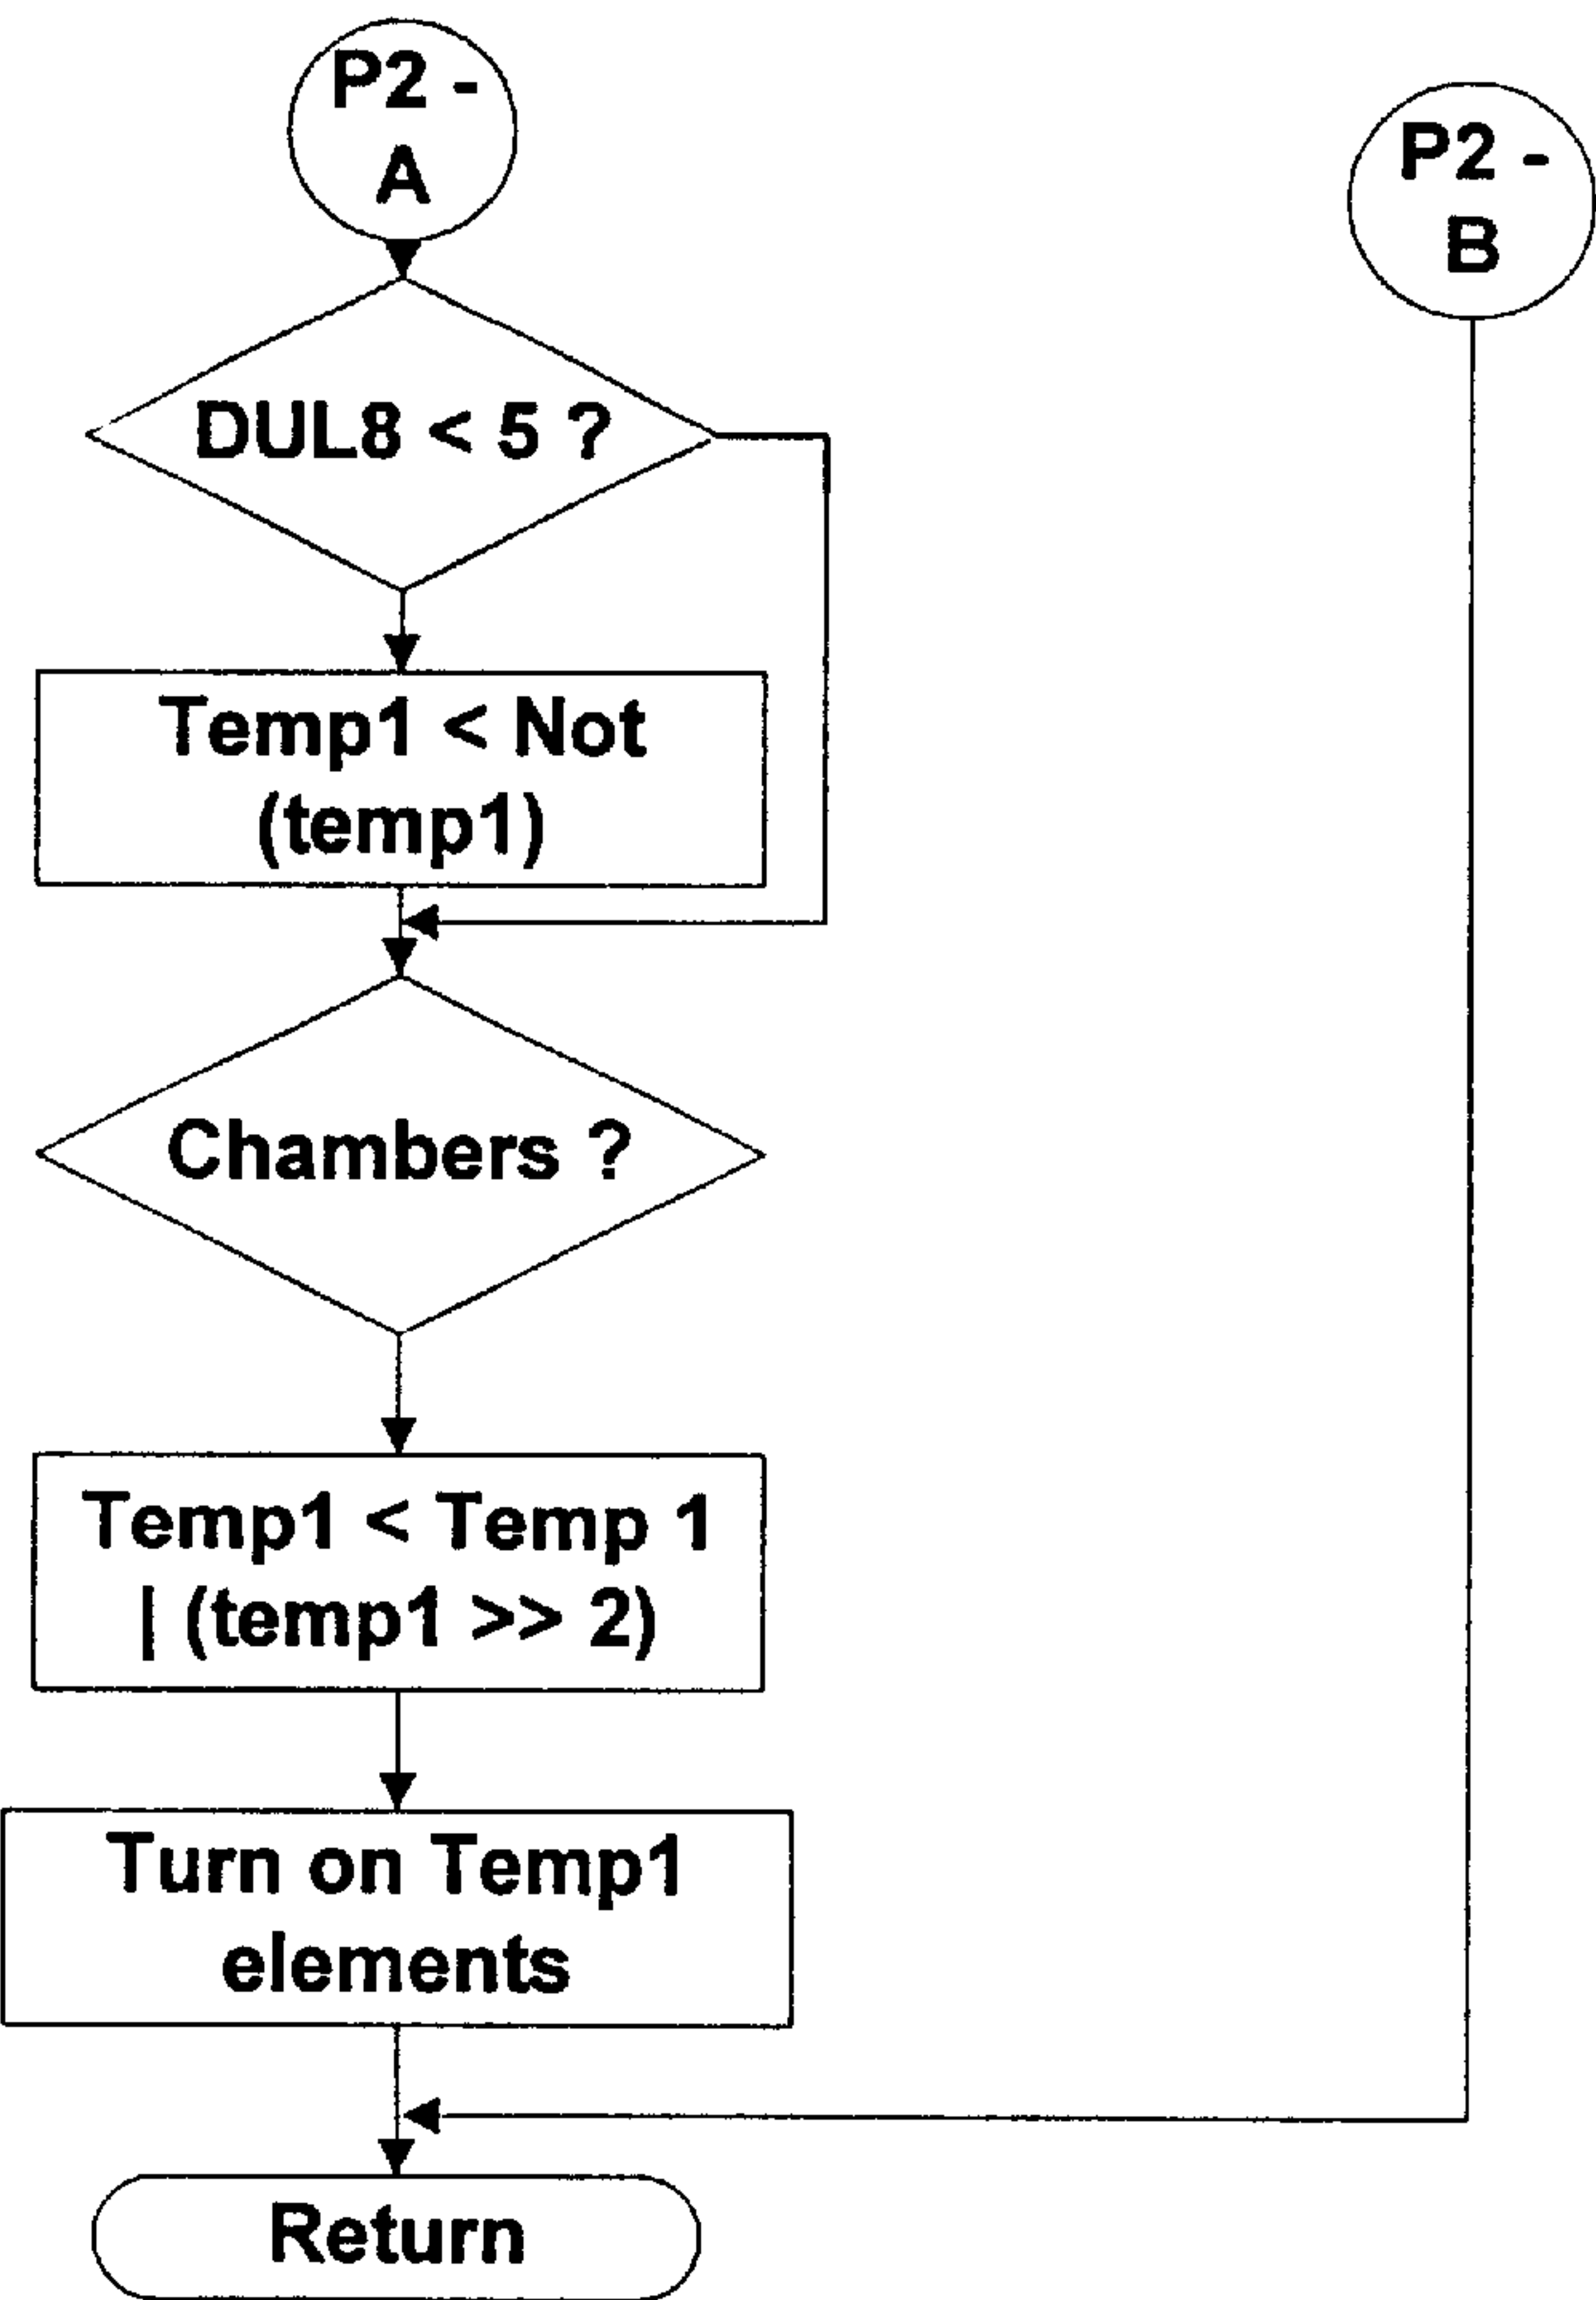 P2 -
A
P2 -
B
DUL8 < 5 ?
Temp1 < Not
(temp1)
Chambers ?
Temp1 < Temp 1
| (temp1 >> 2)
Turn on Temp1
elements
Return